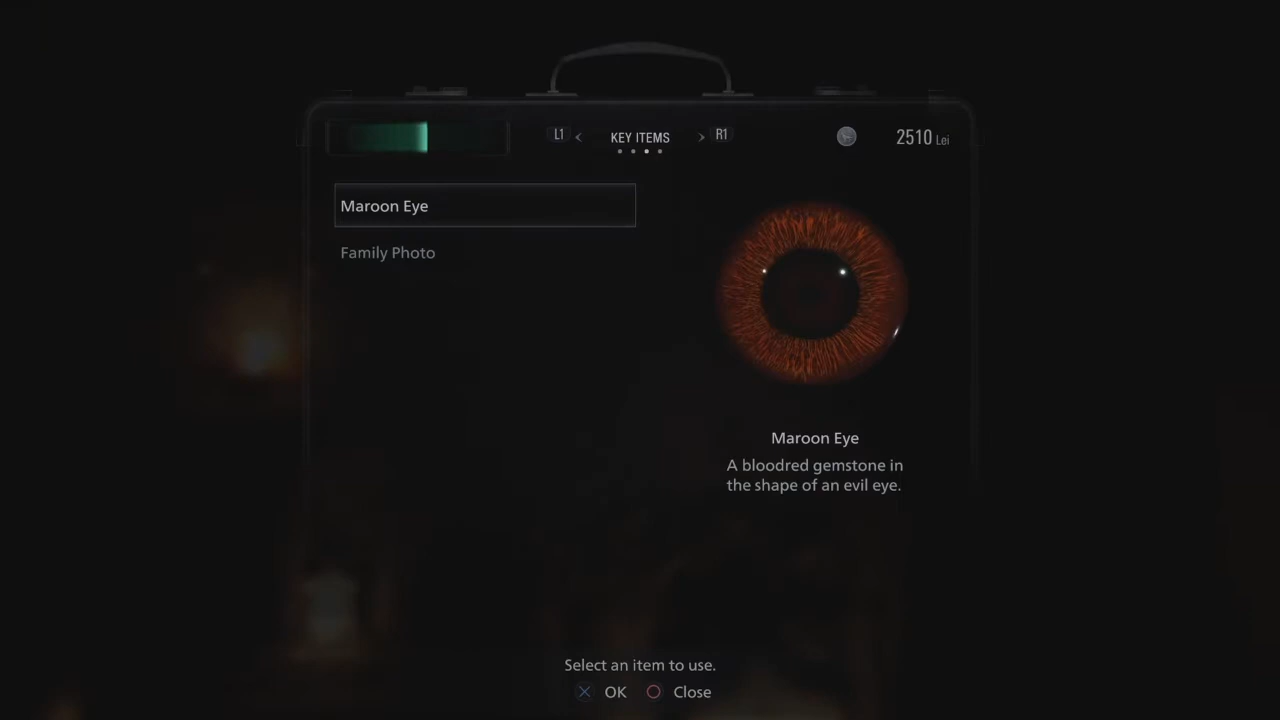 L1 < KEY ITEMS > R1
2510 Lei
Maroon Eye
Family Photo
Maroon Eye
A bloodred gemstone in
the shape of an evil eye.
Select an item to use.
OK Close